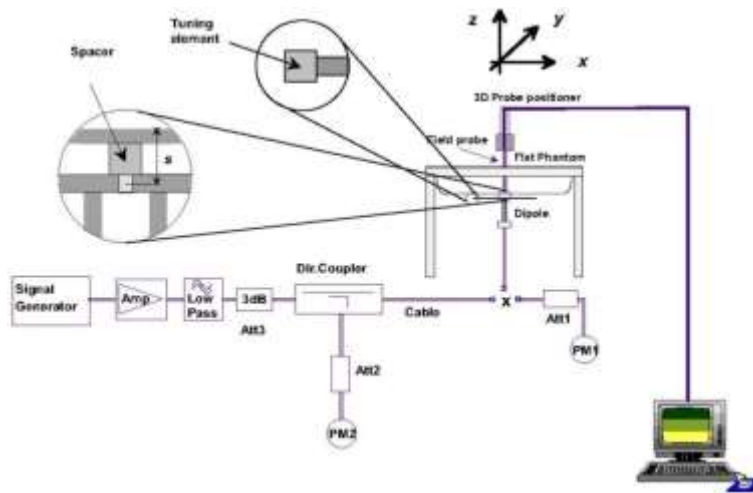 Tuning
element
Spacer
s
z
y
x
3D Probe positioner
Field probe
Flat Phantom
Dipole
Signal
Generator
Amp
Low
Pass
3dB
Att3
Dir.Coupler
Cable
x
Att1
PM1
Att2
PM2